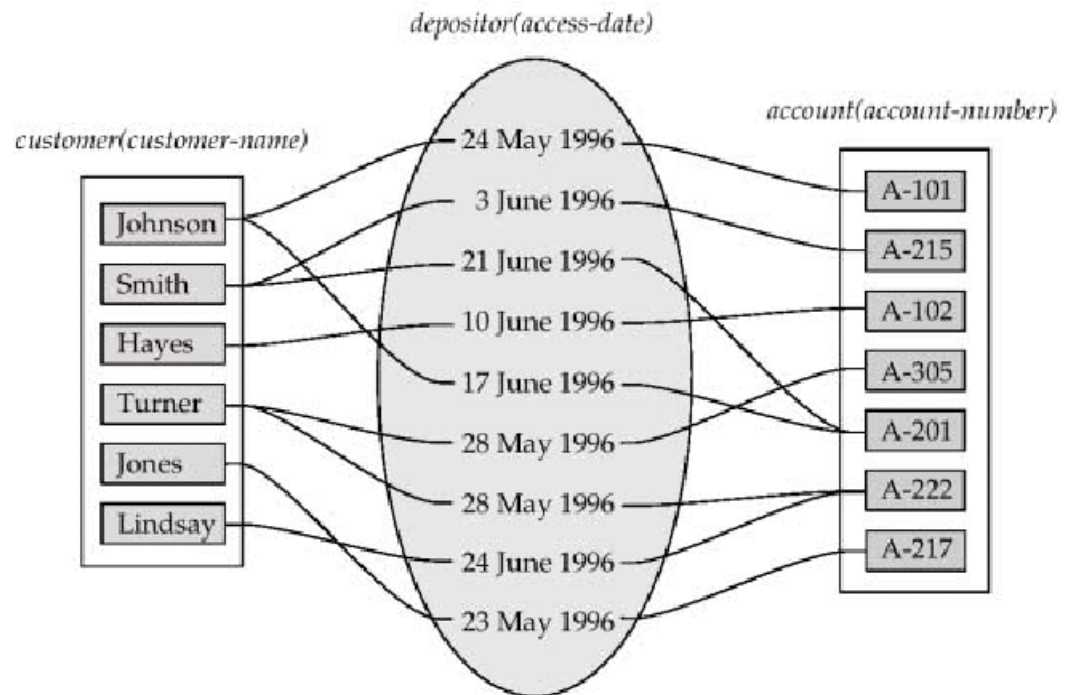 depositor(access-date)
customer(customer-name)
account(account-number)
Johnson
Smith
Hayes
Turner
Jones
Lindsay
24 May 1996
3 June 1996
21 June 1996
10 June 1996
17 June 1996
28 May 1996
28 May 1996
24 June 1996
23 May 1996
A-101
A-215
A-102
A-305
A-201
A-222
A-217